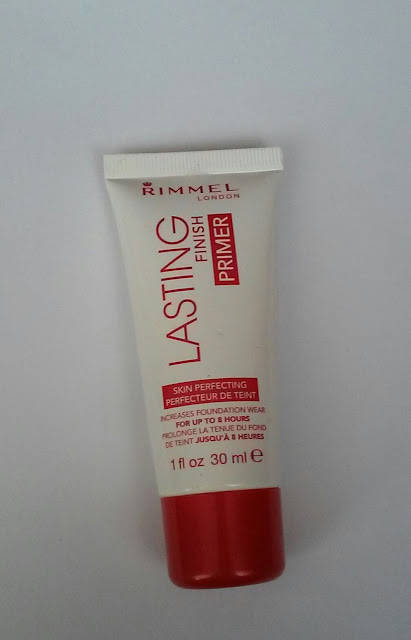 RIMMEL
LONDON
LASTING
FINISH
PRIMER
SKIN PERFECTING
PERFECTEUR DE TEINT
INCREASES FOUNDATION WEAR
FOR UP TO 8 HOURS
PROLONGE LA TENUE DU FOND
DE TEINT JUSQU'À 8 HEURES
1 fl oz 30 ml ℮